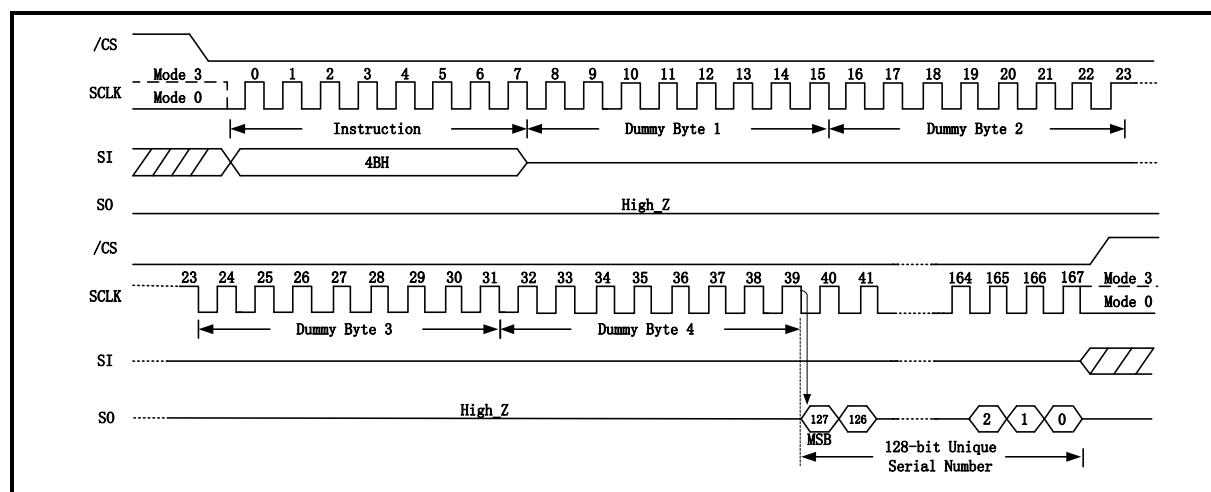 /CS
Mode 3 0 1 2 3 4 5 6 7 8 9 10 11 12 13 14 15 16 17 18 19 20 21 22 23
SCLK
Mode 0
Instruction Dummy Byte 1 Dummy Byte 2
SI 4BH
SO High_Z
/CS
23 24 25 26 27 28 29 30 31 32 33 34 35 36 37 38 39 40 41 164 165 166 167 Mode 3
SCLK Mode 0
Dummy Byte 3 Dummy Byte 4
SI
SO High_Z 127 126 2 1 0
MSB
128-bit Unique
Serial Number